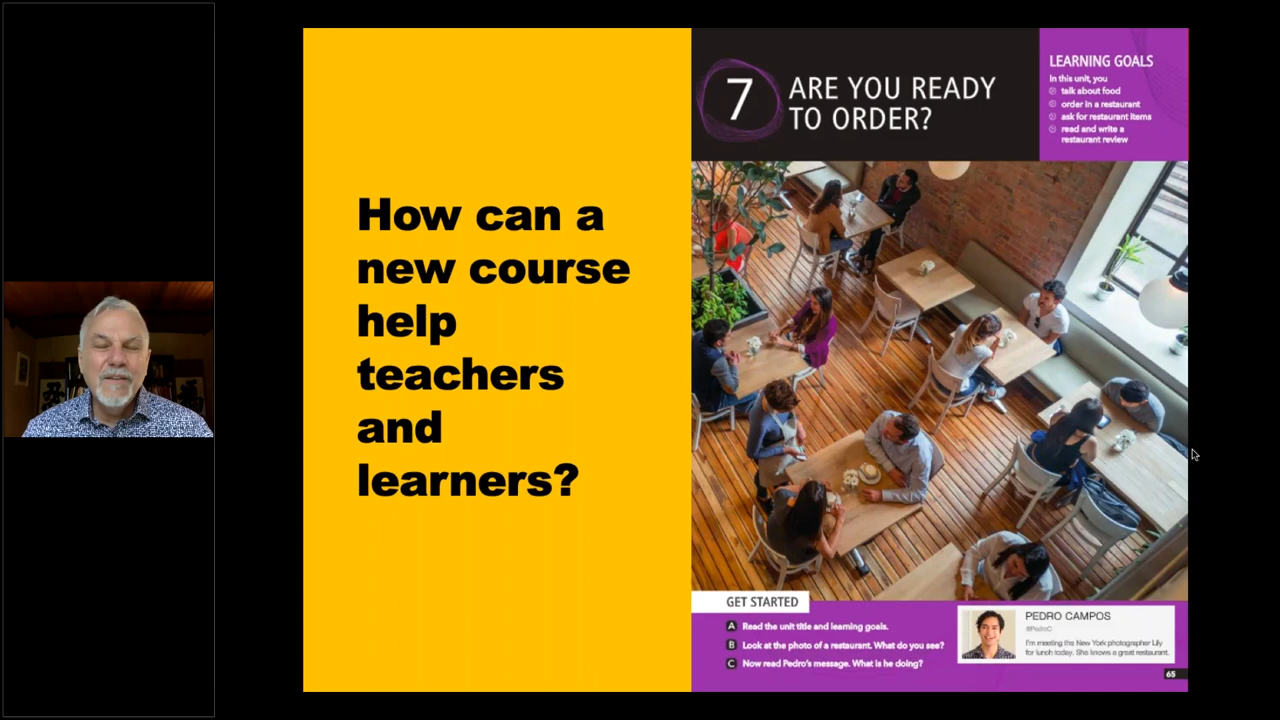 How can a
new course
help
teachers
and
learners?
7
ARE YOU READY
TO ORDER?
LEARNING GOALS
In this unit, you
talk about food
order in a restaurant
ask for restaurant items
read and write a
restaurant review
GET STARTED
A Read the unit title and learning goals.
B Look at the photo of a restaurant. What do you see?
C Now read Pedro's message. What is he doing?
PEDRO CAMPOS
@PedroC
I'm meeting the New York photographer Lily
for lunch today. She knows a great restaurant.
65